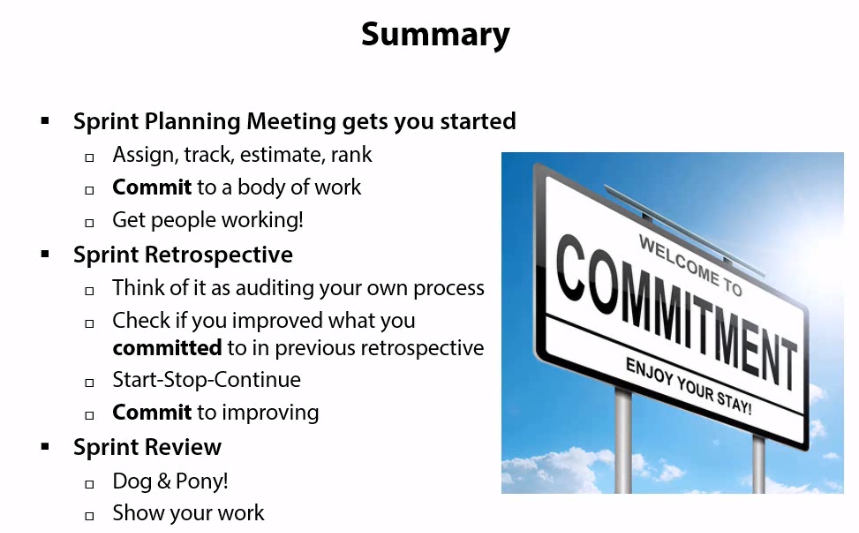 Summary
▪ Sprint Planning Meeting gets you started
▫ Assign, track, estimate, rank
▫ Commit to a body of work
▫ Get people working!
▪ Sprint Retrospective
▫ Think of it as auditing your own process
▫ Check if you improved what you
committed to in previous retrospective
▫ Start-Stop-Continue
▫ Commit to improving
▪ Sprint Review
▫ Dog & Pony!
▫ Show your work
WELCOME TO
COMMITMENT
ENJOY YOUR STAY!